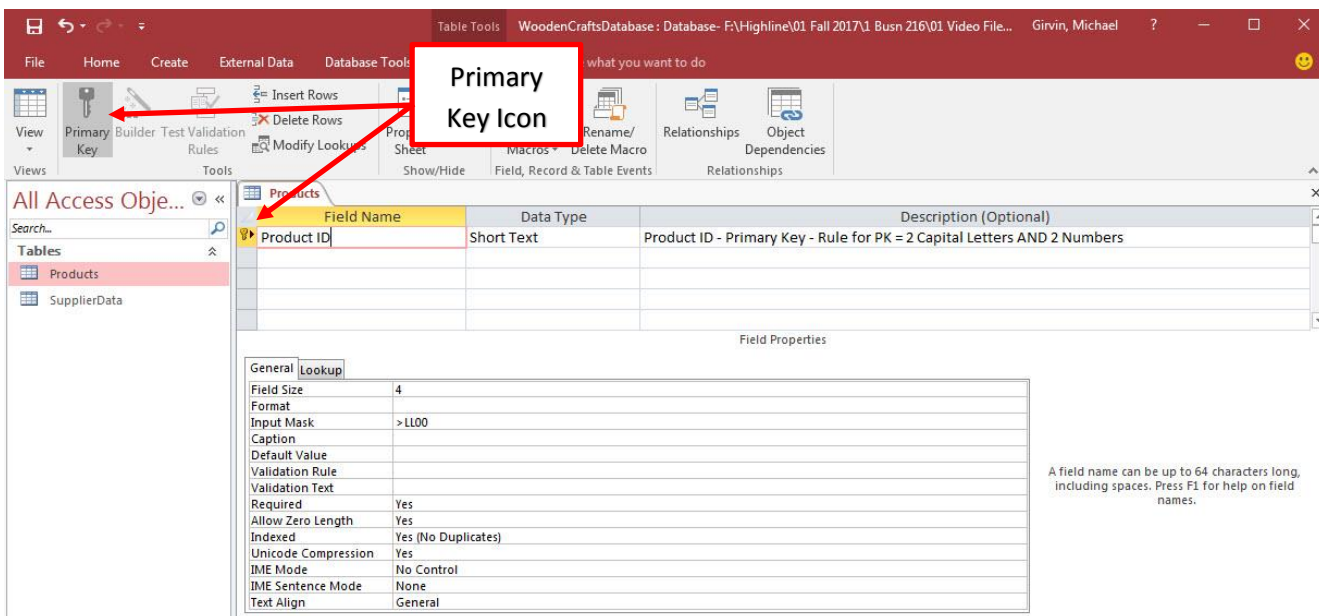 Table Tools WoodenCraftsDatabase : Database- F:\Highline\01 Fall 2017\1 Busn 216\01 Video File... Girvin, Michael ?
File Home Create External Data Database Tools what you want to do
Primary
Key Icon
View
Primary
Key
Builder
Test Validation
Rules
Insert Rows
Delete Rows
Modify Lookups
Sheet
Rename/
Delete Macro
Relationships
Object
Dependencies
Views Tools Show/Hide Field, Record & Table Events Relationships
All Access Obje...
Search...
Tables
Products
SupplierData
Products
Field Name Data Type Description (Optional)
Product ID Short Text Product ID - Primary Key - Rule for PK = 2 Capital Letters AND 2 Numbers
Field Properties
General Lookup
Field Size 4
Format
Input Mask >LL00
Caption
Default Value
Validation Rule
Validation Text
Required Yes
Allow Zero Length Yes
Indexed Yes (No Duplicates)
Unicode Compression Yes
IME Mode No Control
IME Sentence Mode None
Text Align General
A field name can be up to 64 characters long,
including spaces. Press F1 for help on field
names.